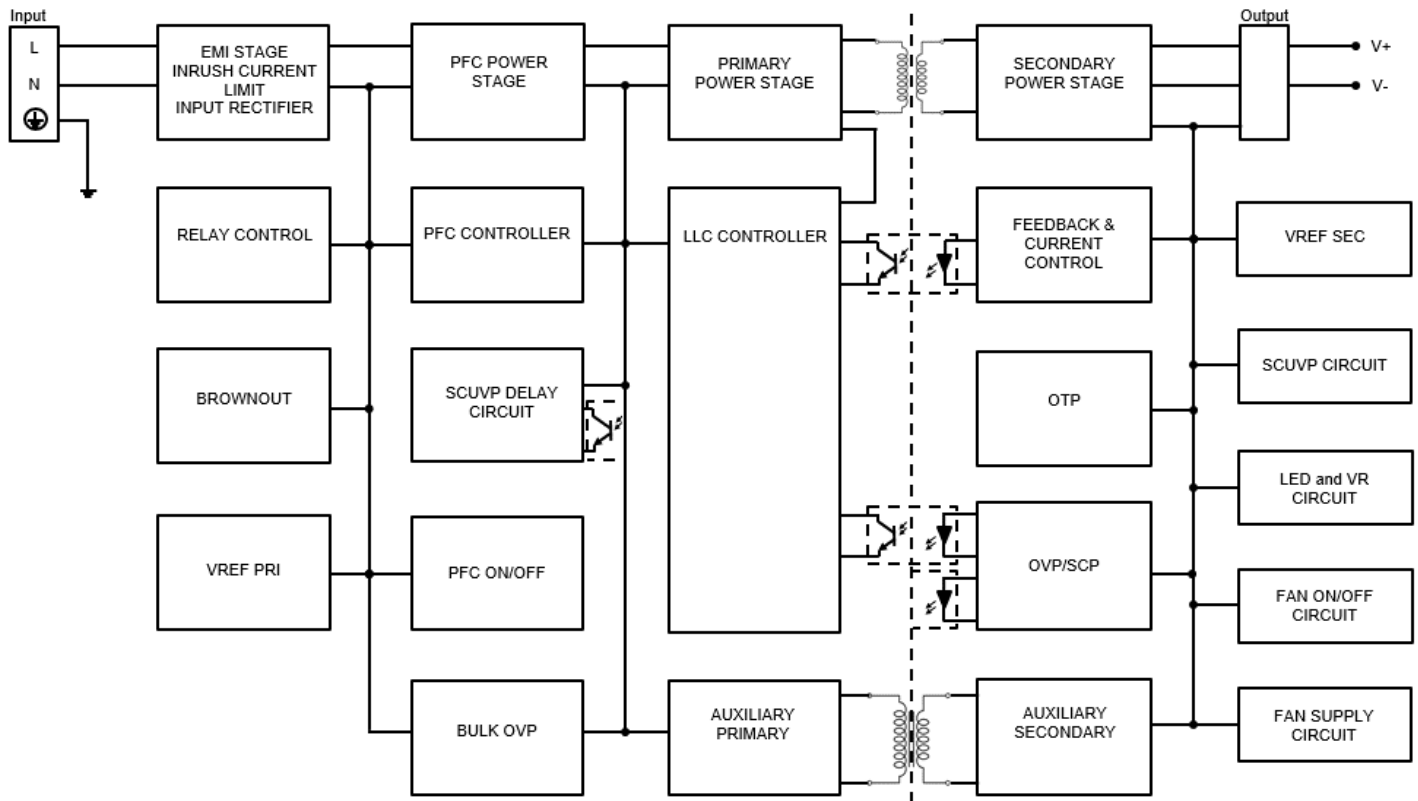 Input
L
N
EMI STAGE
INRUSH CURRENT
LIMIT
INPUT RECTIFIER
PFC POWER
STAGE
PRIMARY
POWER STAGE
SECONDARY
POWER STAGE
Output
V+
V-
RELAY CONTROL
PFC CONTROLLER
LLC CONTROLLER
FEEDBACK &
CURRENT
CONTROL
VREF SEC
BROWNOUT
SCUVP DELAY
CIRCUIT
OTP
SCUVP CIRCUIT
LED and VR
CIRCUIT
VREF PRI
PFC ON/OFF
OVP/SCP
FAN ON/OFF
CIRCUIT
BULK OVP
AUXILIARY
PRIMARY
AUXILIARY
SECONDARY
FAN SUPPLY
CIRCUIT